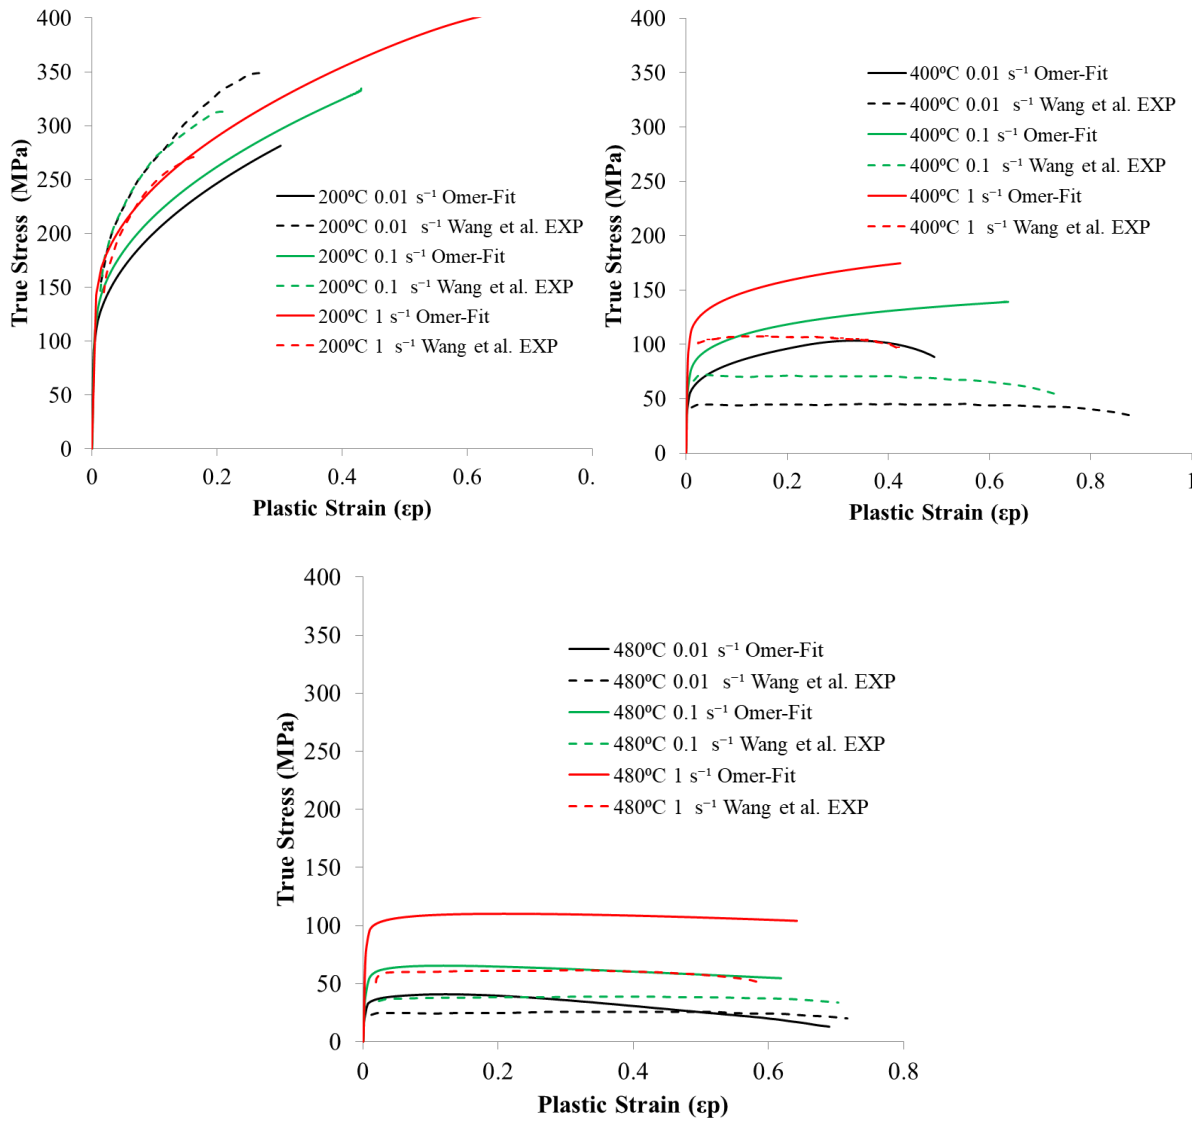 400
350
300
250
200
150
100
50
0
0
0.2
0.4
0.6
0.
True Stress (MPa)
Plastic Strain (εp)
200ºC 0.01 s⁻¹ Omer-Fit
200ºC 0.01 s⁻¹ Wang et al. EXP
200ºC 0.1 s⁻¹ Omer-Fit
200ºC 0.1 s⁻¹ Wang et al. EXP
200ºC 1 s⁻¹ Omer-Fit
200ºC 1 s⁻¹ Wang et al. EXP
400
350
300
250
200
150
100
50
0
0
0.2
0.4
0.6
0.8
1
True Stress (MPa)
Plastic Strain (εp)
400ºC 0.01 s⁻¹ Omer-Fit
400ºC 0.01 s⁻¹ Wang et al. EXP
400ºC 0.1 s⁻¹ Omer-Fit
400ºC 0.1 s⁻¹ Wang et al. EXP
400ºC 1 s⁻¹ Omer-Fit
400ºC 1 s⁻¹ Wang et al. EXP
400
350
300
250
200
150
100
50
0
0
0.2
0.4
0.6
0.8
True Stress (MPa)
Plastic Strain (εp)
480ºC 0.01 s⁻¹ Omer-Fit
480ºC 0.01 s⁻¹ Wang et al. EXP
480ºC 0.1 s⁻¹ Omer-Fit
480ºC 0.1 s⁻¹ Wang et al. EXP
480ºC 1 s⁻¹ Omer-Fit
480ºC 1 s⁻¹ Wang et al. EXP